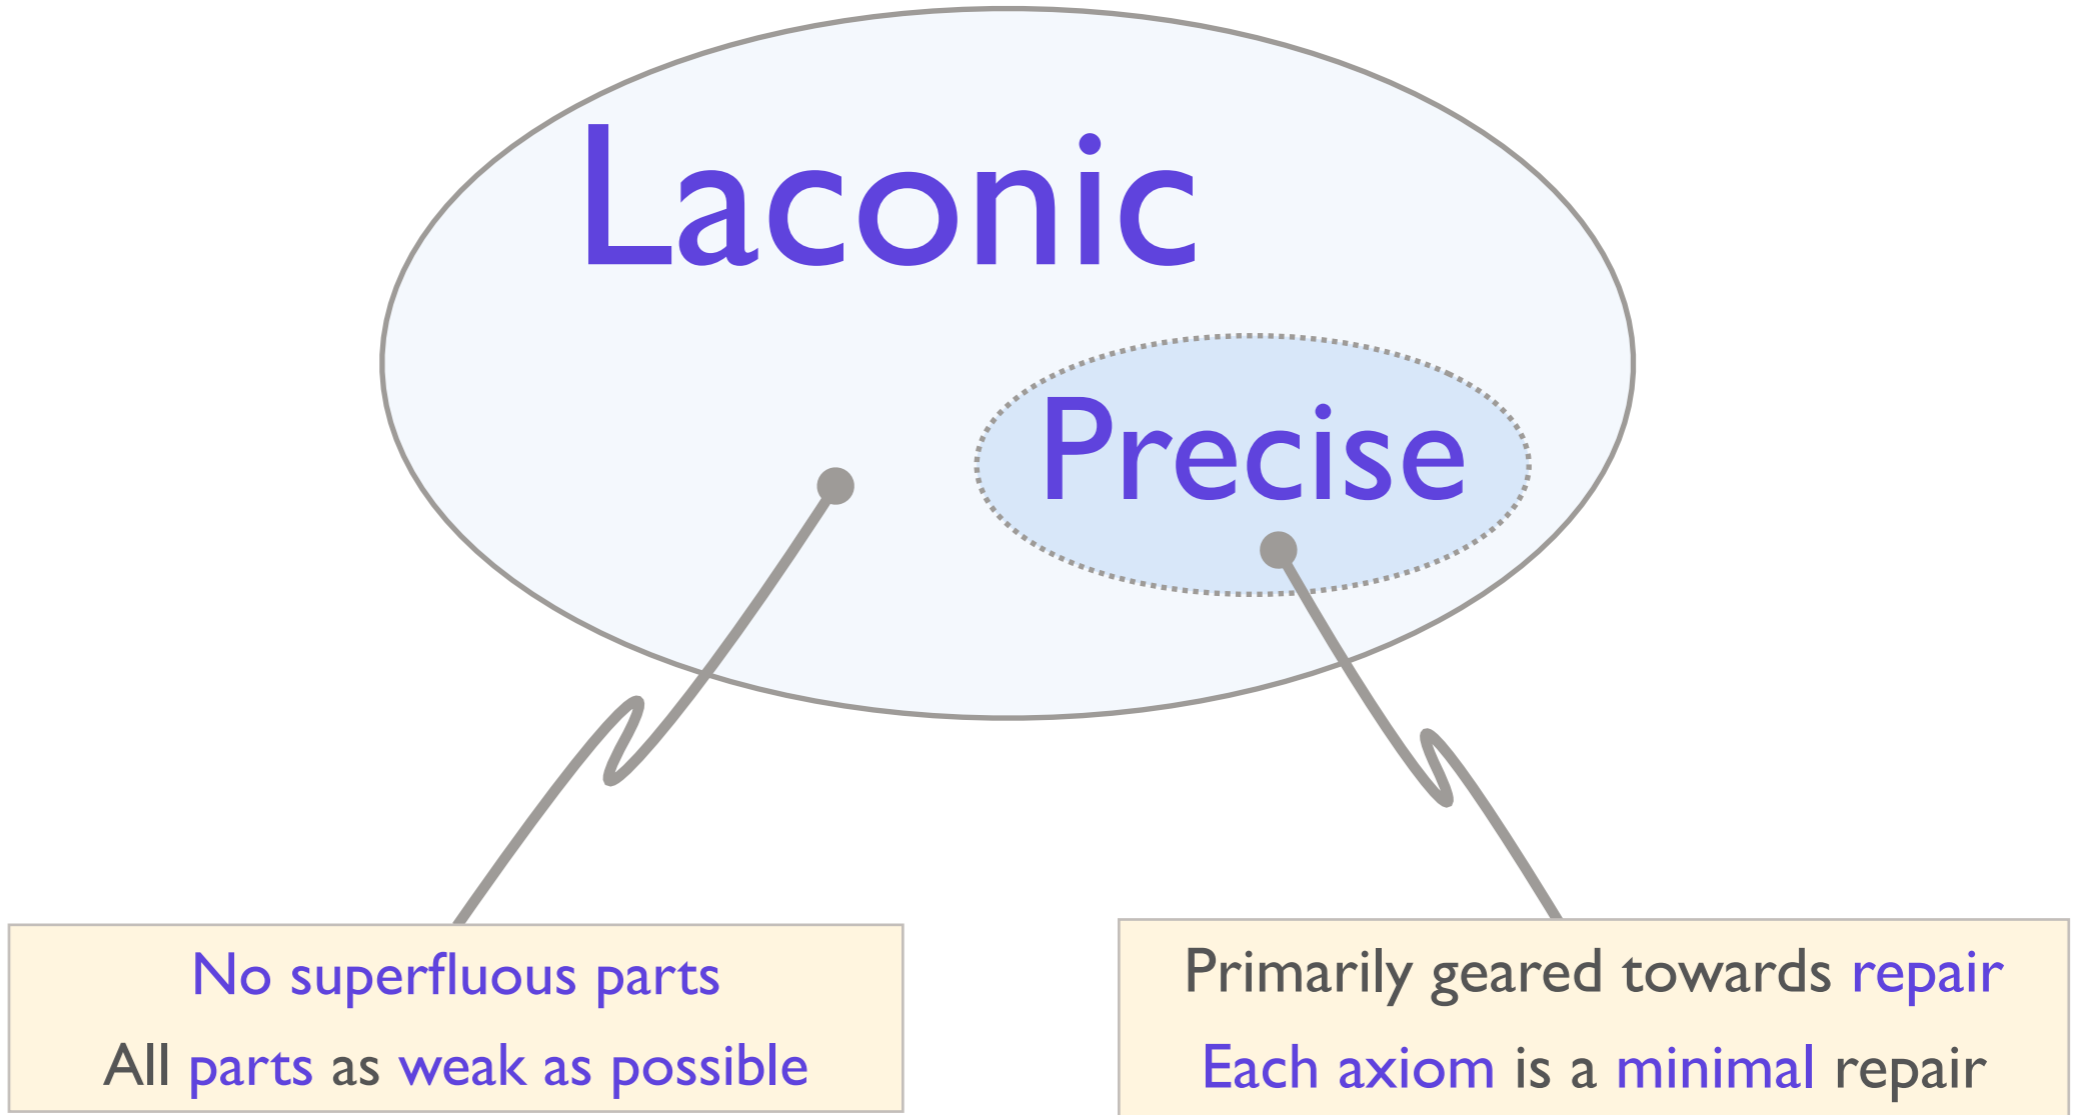 Laconic
Precise
No superfluous parts
All parts as weak as possible
Primarily geared towards repair
Each axiom is a minimal repair